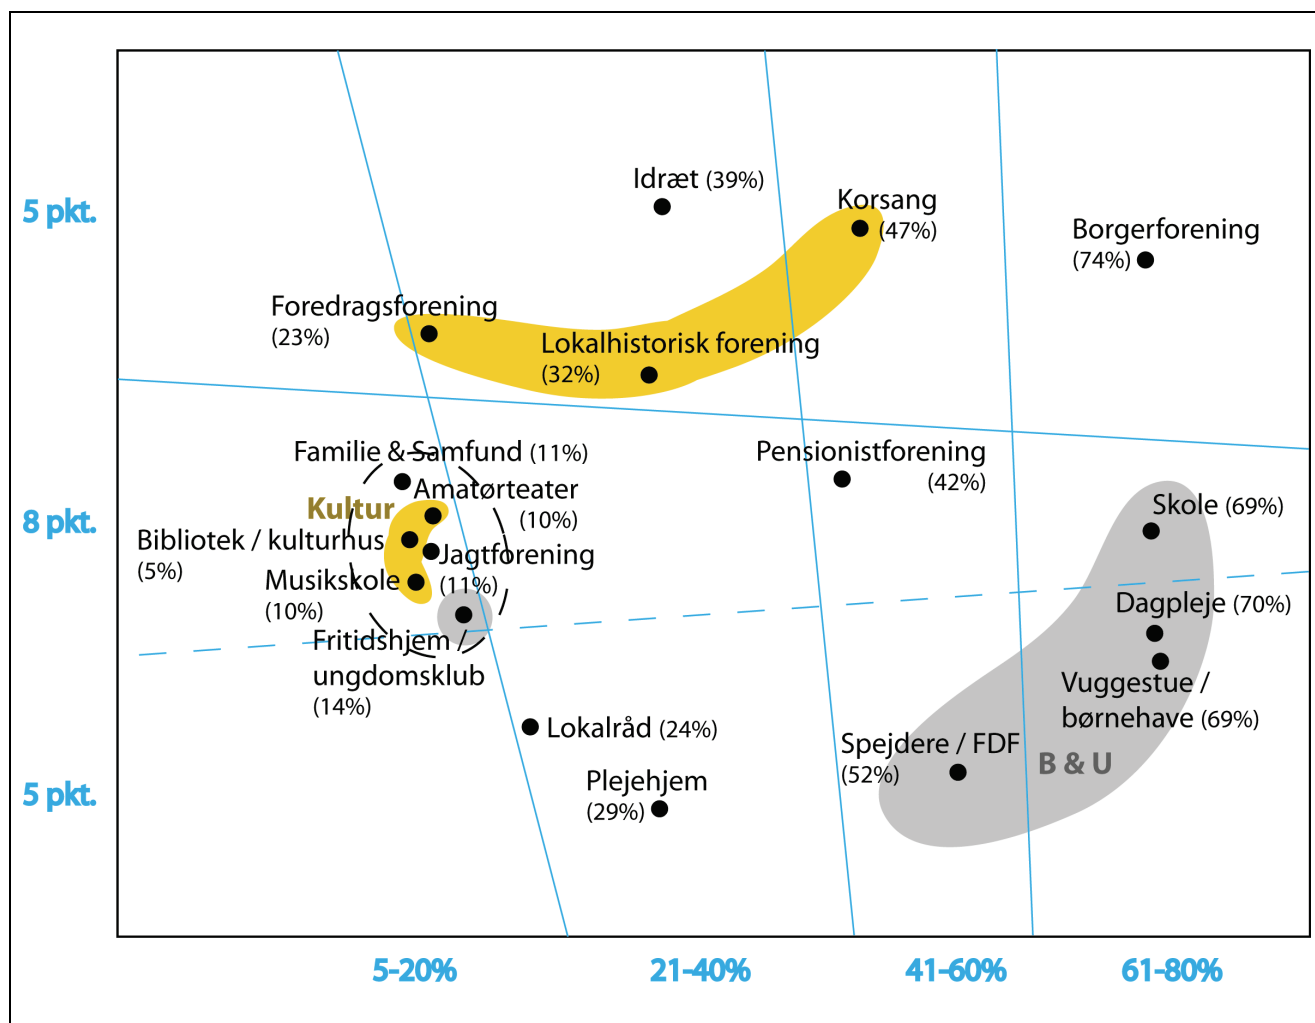 Idræt (39%)
Korsang
(47%)
5 pkt.
Borgerforening
(74%)
Foredragsforening
(23%)
Lokalhistorisk forening
(32%)
Familie & Samfund (11%)
Pensionistforening
(42%)
Amatørteater
(10%)
Kultur
Skole (69%)
8 pkt.
Bibliotek / kulturhus
(5%)
Jagtforening
(11%)
Musikskole
(10%)
Dagpleje (70%)
Fritidshjem /
ungdomsklub
(14%)
Vuggestue /
børnehave (69%)
Lokalråd (24%)
Spejdere / FDF
(52%)
B & U
Plejehjem
(29%)
5 pkt.
5-20%
21-40%
41-60%
61-80%